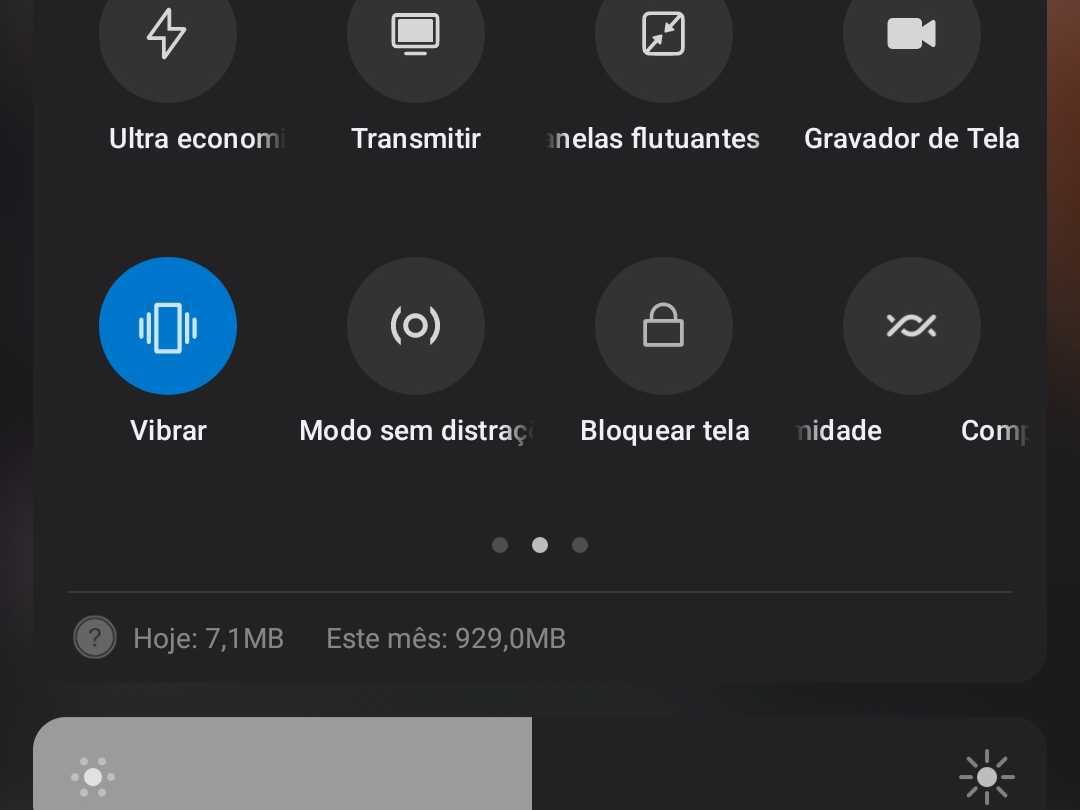 Ultra economi
Transmitir
anelas flutuantes
Gravador de Tela
Vibrar
Modo sem distraç
Bloquear tela
midade Comp
?
Hoje: 7,1MB Este mês: 929,0MB